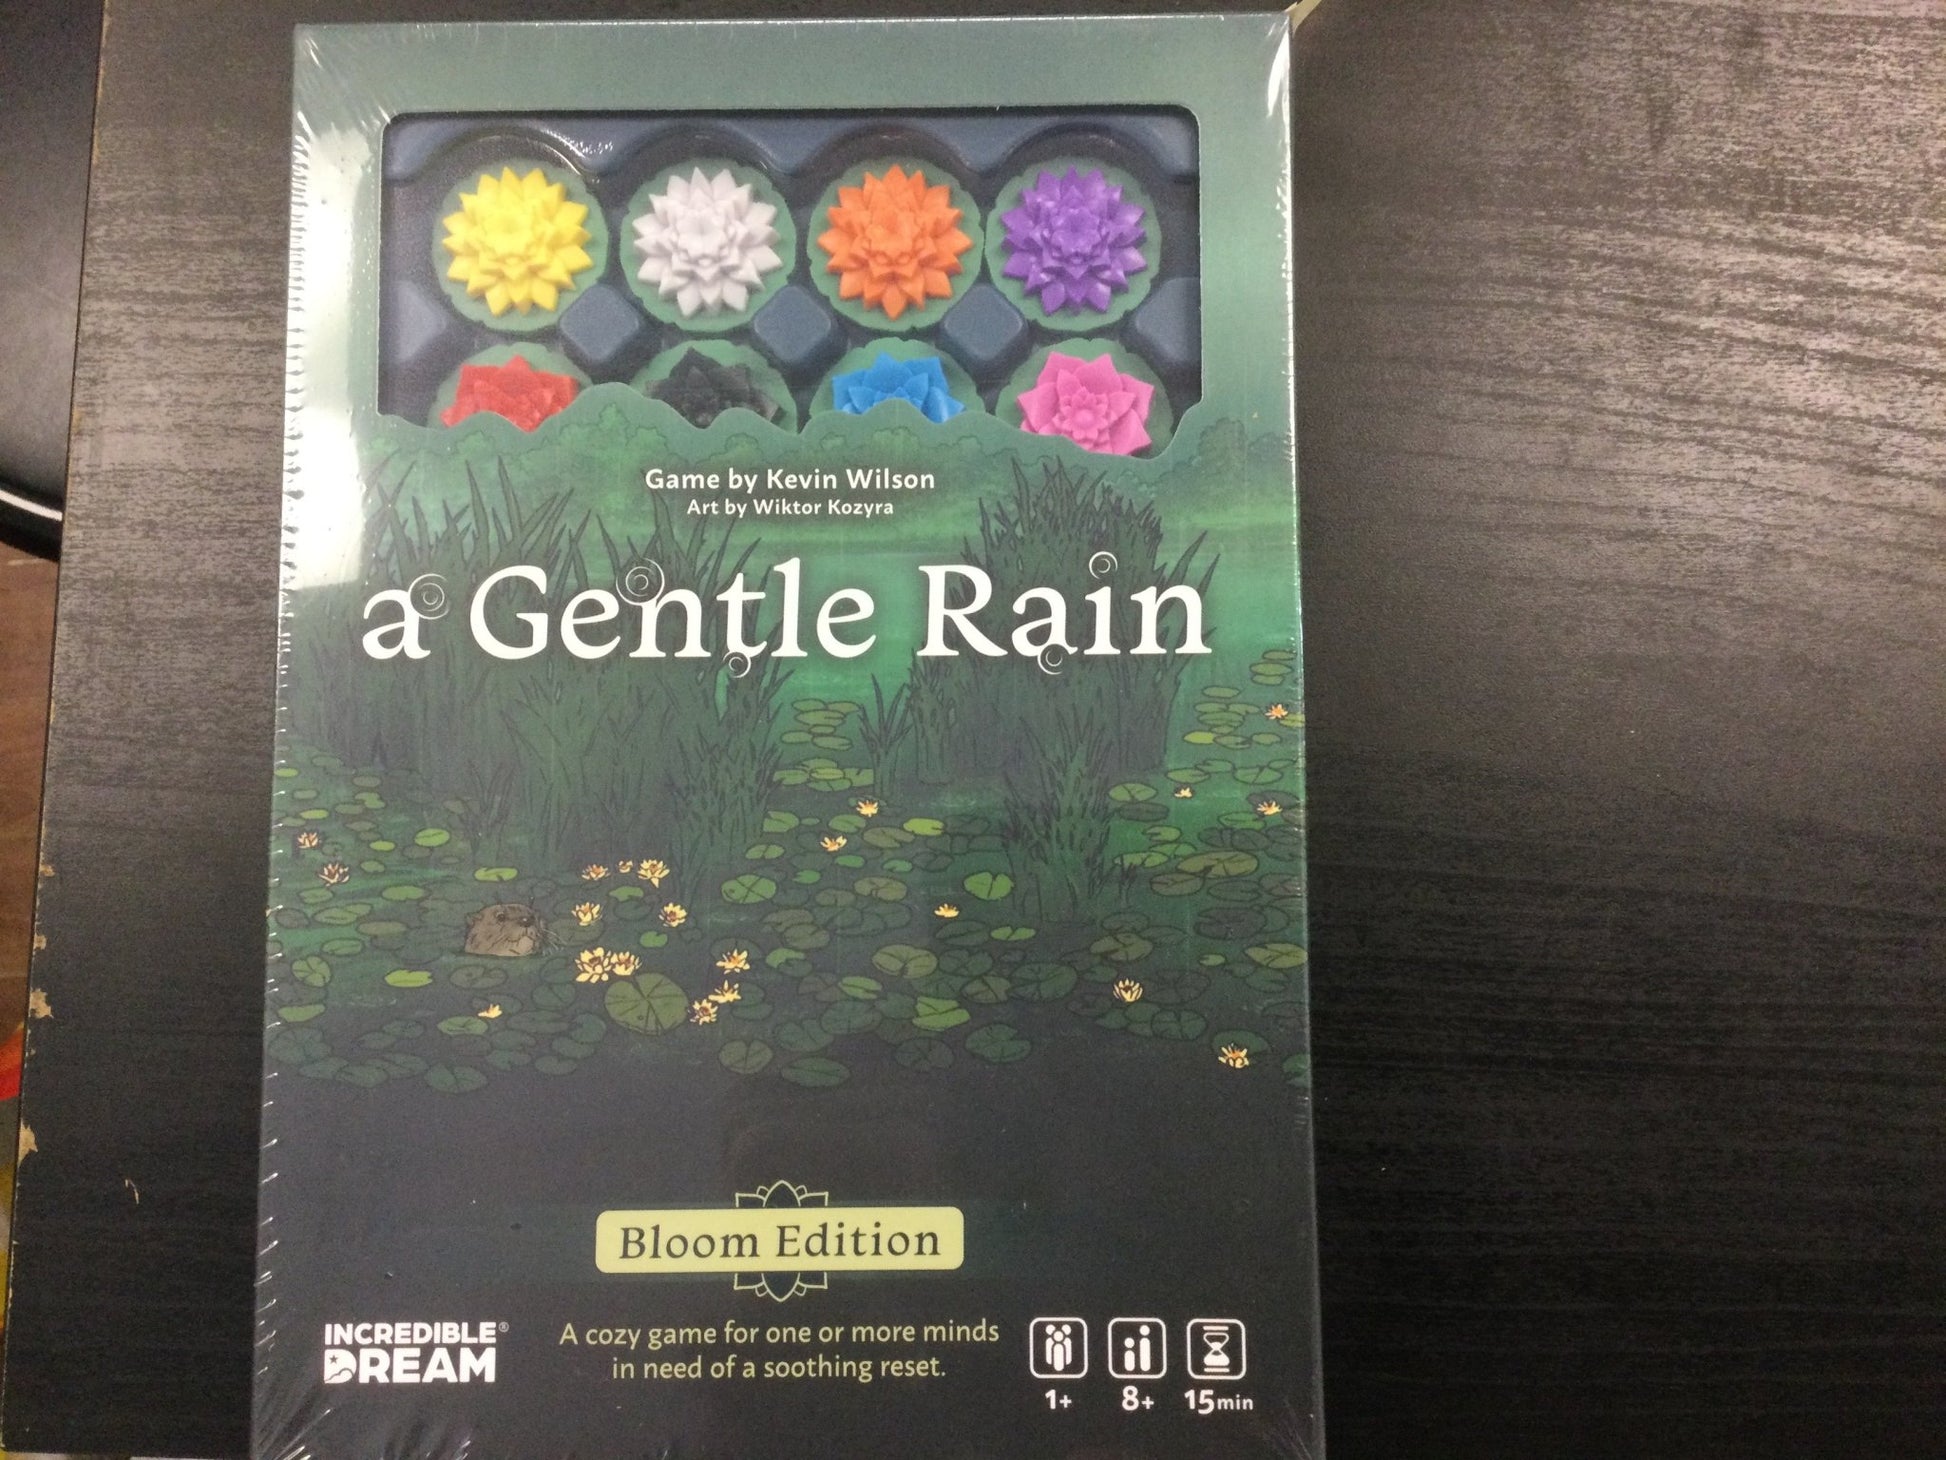 Game by Kevin Wilson
Art by Wiktor Kozyra
a Gentle Rain
Bloom Edition
INCREDIBLE®
DREAM
A cozy game for one or more minds
in need of a soothing reset.
1+ 8+ 15min